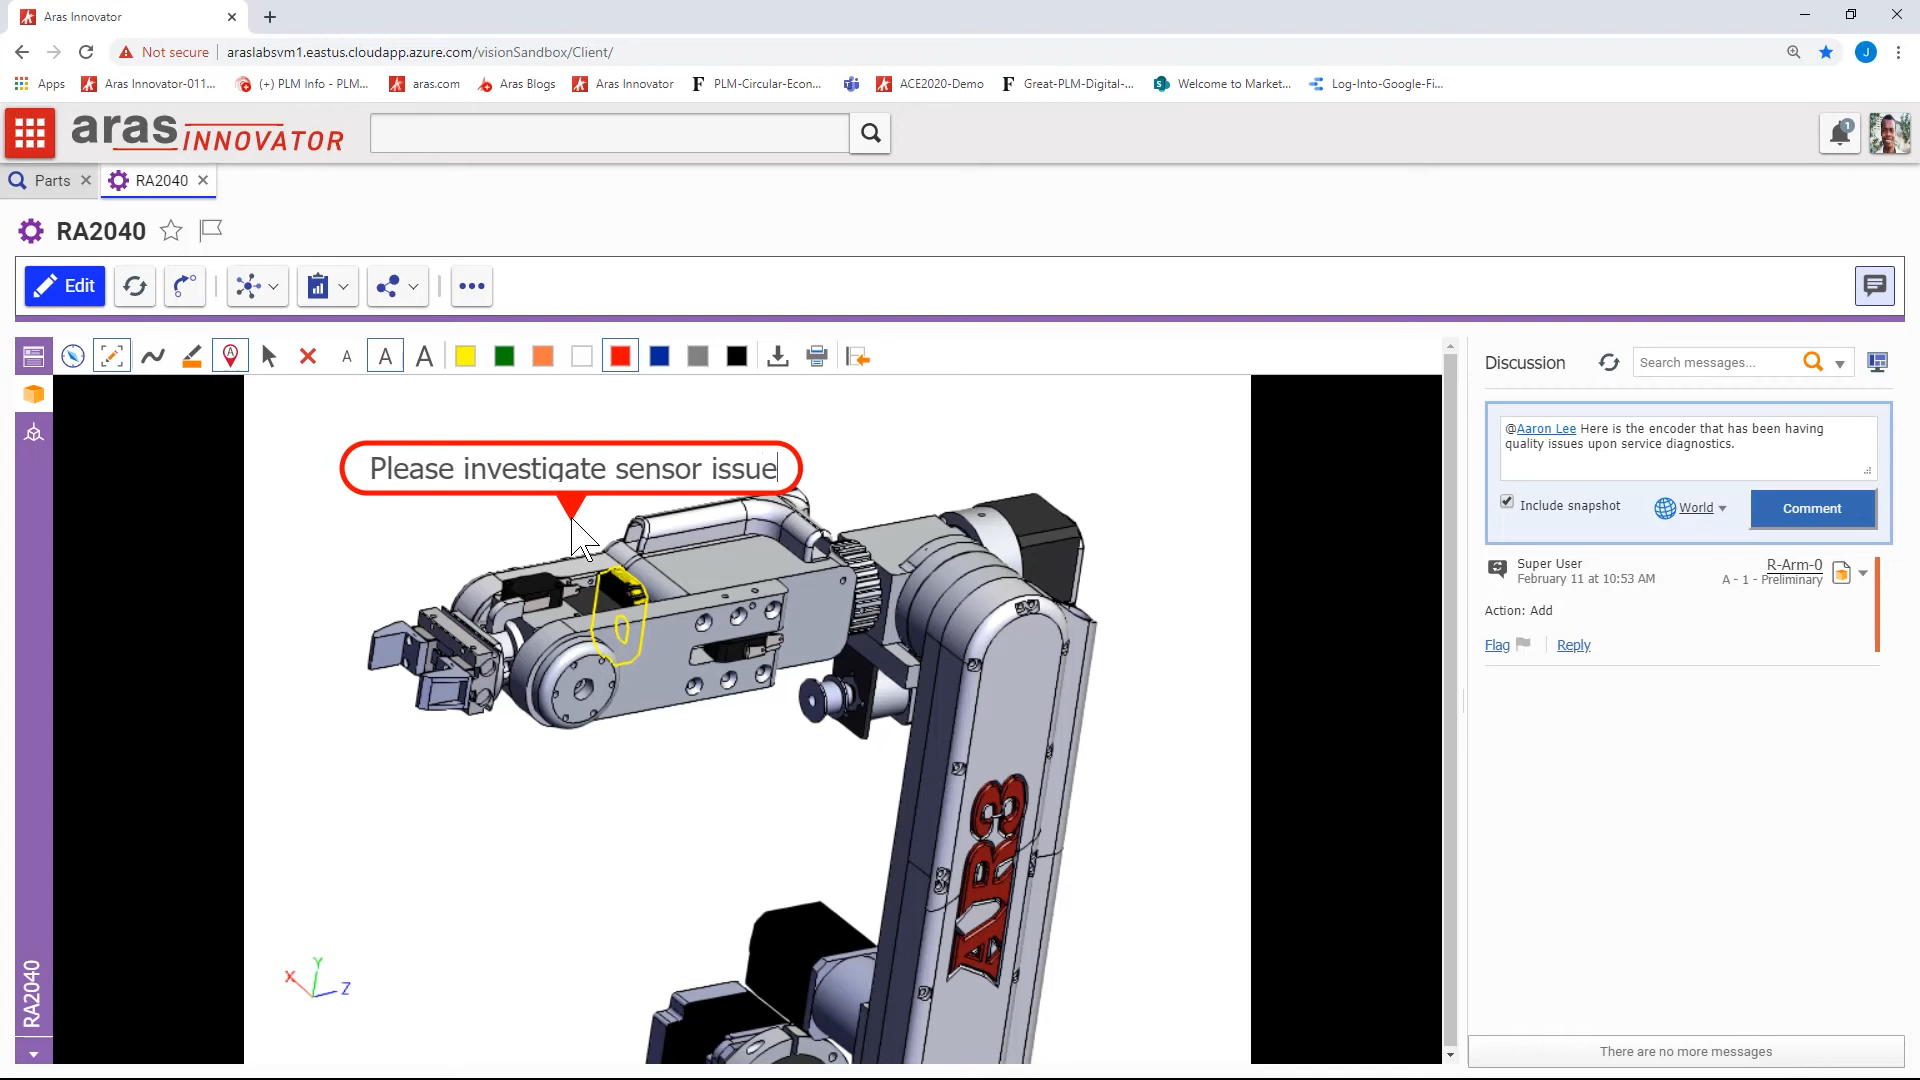 Aras Innovator
Not secure
araslabsvm1.eastus.cloudapp.azure.com/visionSandbox/Client/
J
Apps
Aras Innovator-011...
(+) PLM Info - PLM...
aras.com
Aras Blogs
Aras Innovator
PLM-Circular-Econ...
ACE2020-Demo
Great-PLM-Digital-...
Welcome to Market...
Log-Into-Google-Fi...
aras INNOVATOR
1
Parts
RA2040
RA2040
Edit
A
A
A
A
Discussion
Search messages...
@Aaron Lee Here is the encoder that has been having
quality issues upon service diagnostics.
Include snapshot
World
Comment
Super User
February 11 at 10:53 AM
R-Arm-0
A - 1 - Preliminary
Action: Add
Flag
Reply
Please investigate sensor issue
ARC
X
Y
Z
RA2040
There are no more messages